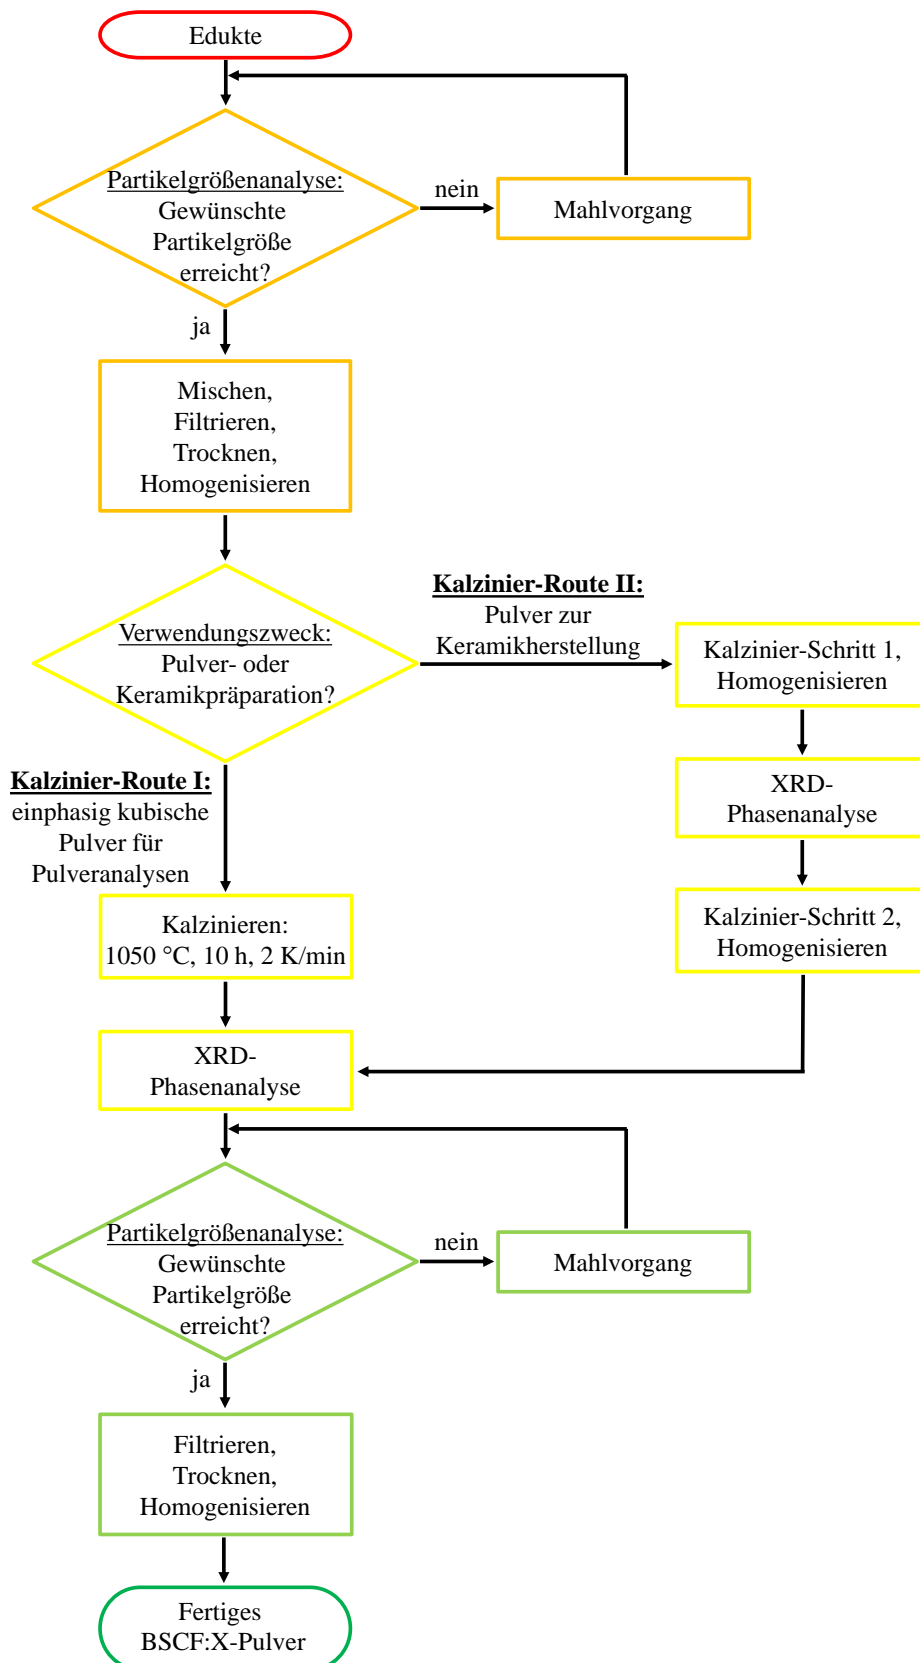 Edukte
Partikelgrößenanalyse:
Gewünschte
Partikelgröße
erreicht?
nein
Mahlvorgang
ja
Mischen,
Filtrieren,
Trocknen,
Homogenisieren
Verwendungszweck:
Pulver- oder
Keramikpräparation?
Kalzinier-Route II:
Pulver zur
Keramikherstellung
Kalzinier-Schritt 1,
Homogenisieren
XRD-
Phasenanalyse
Kalzinier-Schritt 2,
Homogenisieren
Kalzinier-Route I:
einphasig kubische
Pulver für
Pulveranalysen
Kalzinieren:
1050 °C, 10 h, 2 K/min
XRD-
Phasenanalyse
Partikelgrößenanalyse:
Gewünschte
Partikelgröße
erreicht?
nein
Mahlvorgang
ja
Filtrieren,
Trocknen,
Homogenisieren
Fertiges
BSCF:X-Pulver